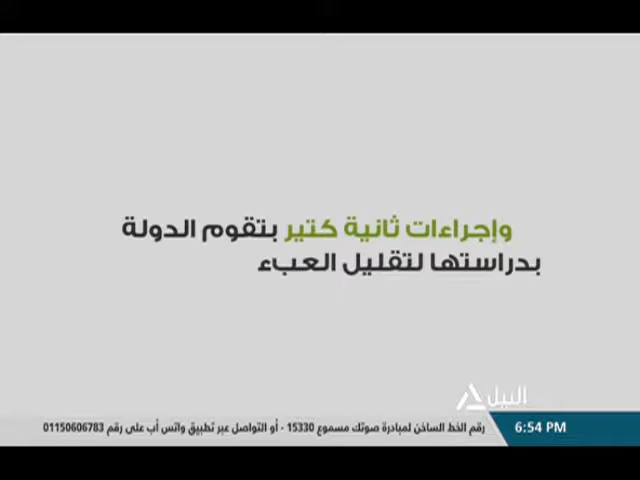 وإجراءات ثانية كتير بتقوم الدولة
بدراستها لتقليل العبء
النيل
رقم الخط الساخن لمبادرة صوتك مسموع 15330 - أو التواصل عبر تطبيق واتس أب على رقم 01150606783
6:54 PM